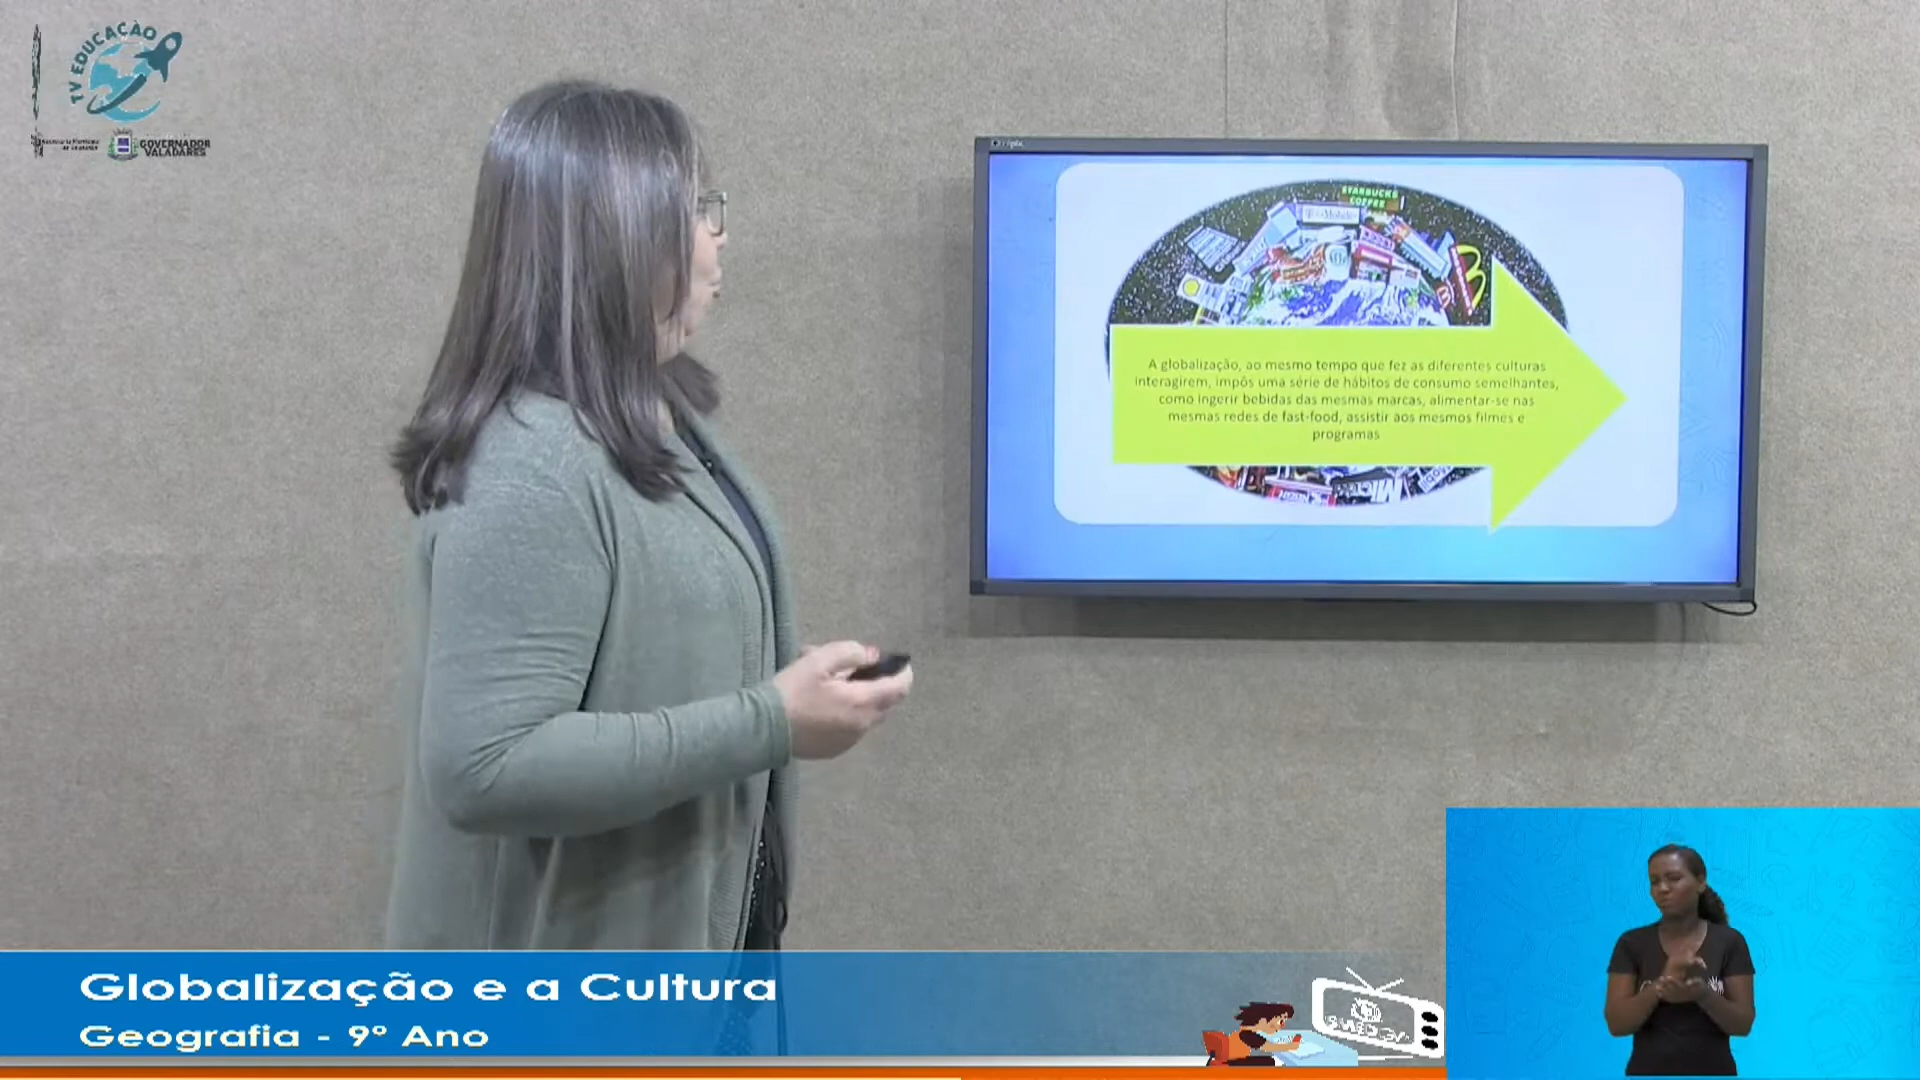 TV EDUCAÇÃO
GOVERNADOR
VALADARES
STARBUCKS
COFFEE
T Mobile
A globalização, ao mesmo tempo que fez as diferentes culturas
interagirem, impôs uma série de hábitos de consumo semelhantes,
como ingerir bebidas das mesmas marcas, alimentar-se nas
mesmas redes de fast-food, assistir aos mesmos filmes e
programas
Globalização e a Cultura
Geografia - 9º Ano